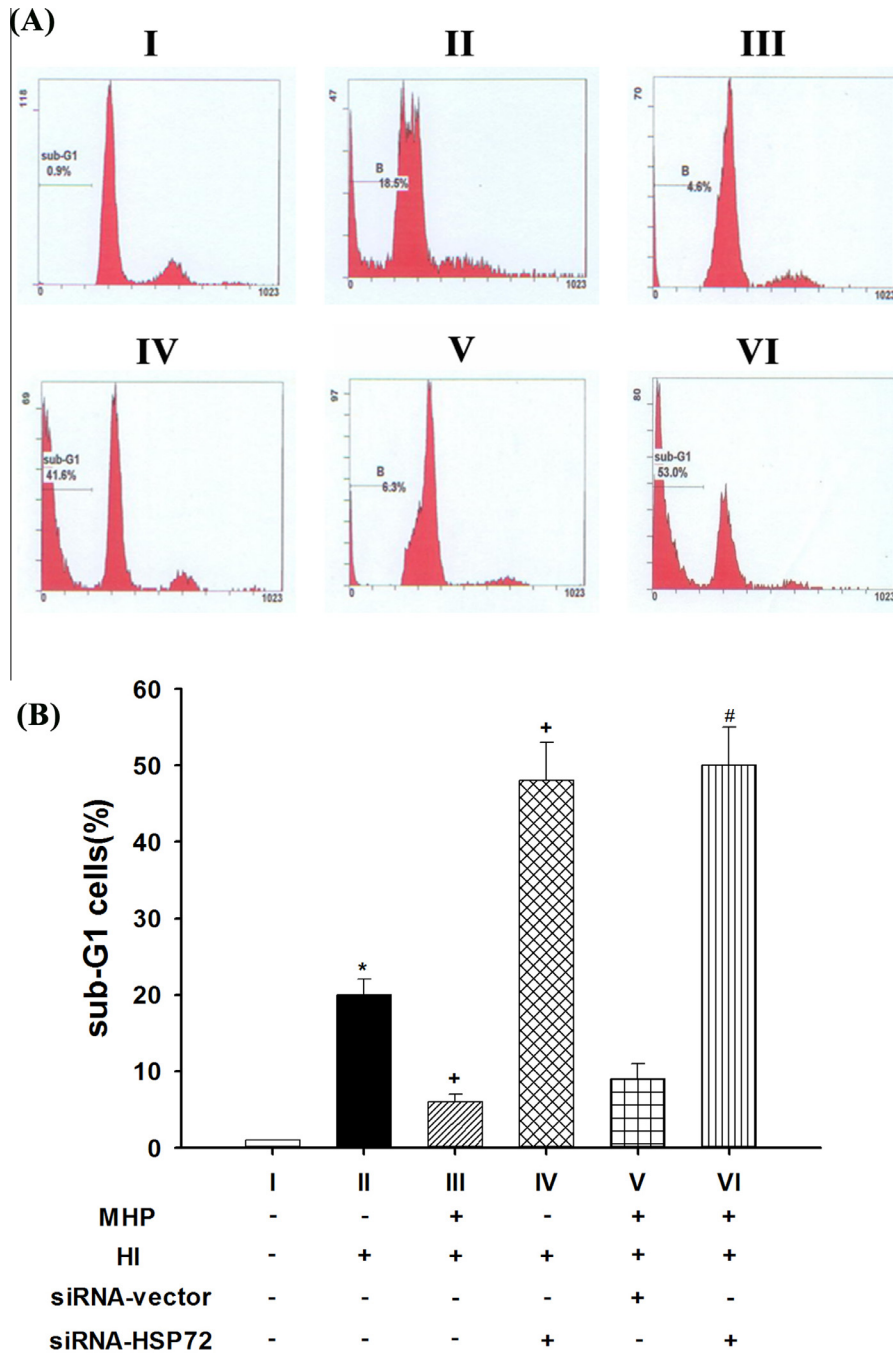 (A)
I II III
118
sub-G1
0.9%
0 1023
47
B
18.5%
0 1023
70
B
4.6%
0 1023
IV V VI
69
sub-G1
41.6%
0 1023
97
B
6.3%
0 1023
80
sub-G1
53.0%
0 1023
(B)
sub-G1 cells(%)
60
50
40
30
20
10
0
* + + #
I II III IV V VI
MHP - - + - + +
HI - + + + + +
siRNA-vector - - - - + -
siRNA-HSP72 - - - + - +